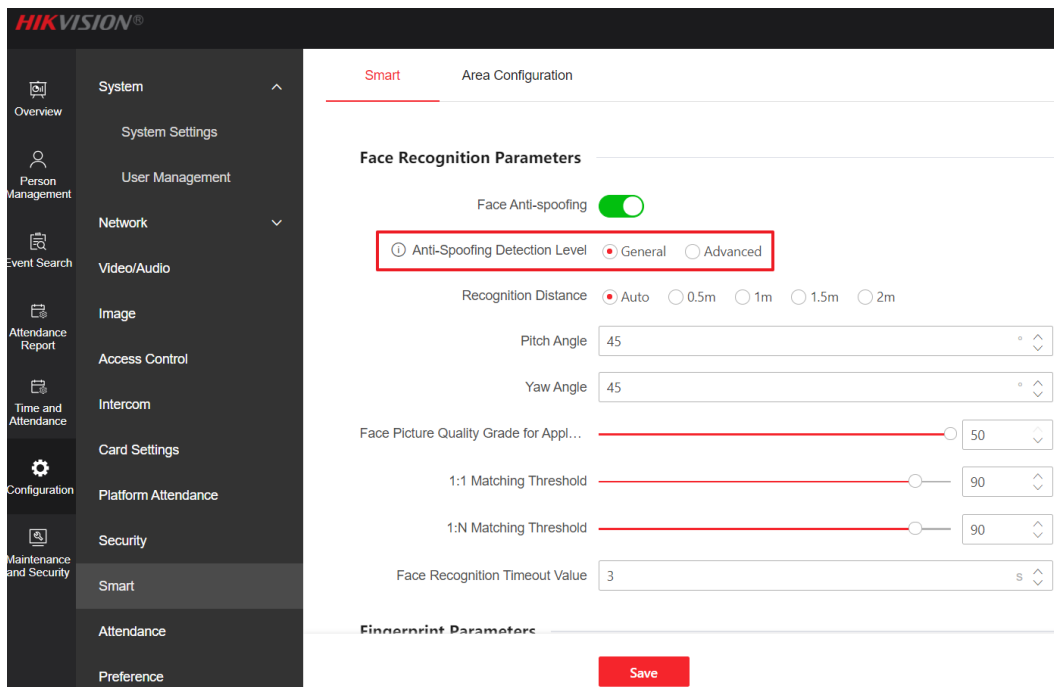 HIKVISION®
Overview
Person
Management
Event Search
Attendance
Report
Time and
Attendance
Configuration
Maintenance
and Security
System
System Settings
User Management
Network
Video/Audio
Image
Access Control
Intercom
Card Settings
Platform Attendance
Security
Smart
Attendance
Preference
Smart Area Configuration
Face Recognition Parameters
Face Anti-spoofing
Anti-Spoofing Detection Level General Advanced
Recognition Distance Auto 0.5m 1m 1.5m 2m
Pitch Angle 45 °
Yaw Angle 45 °
Face Picture Quality Grade for Appl... 50
1:1 Matching Threshold 90
1:N Matching Threshold 90
Face Recognition Timeout Value 3 s
Fingerprint Parameters
Save